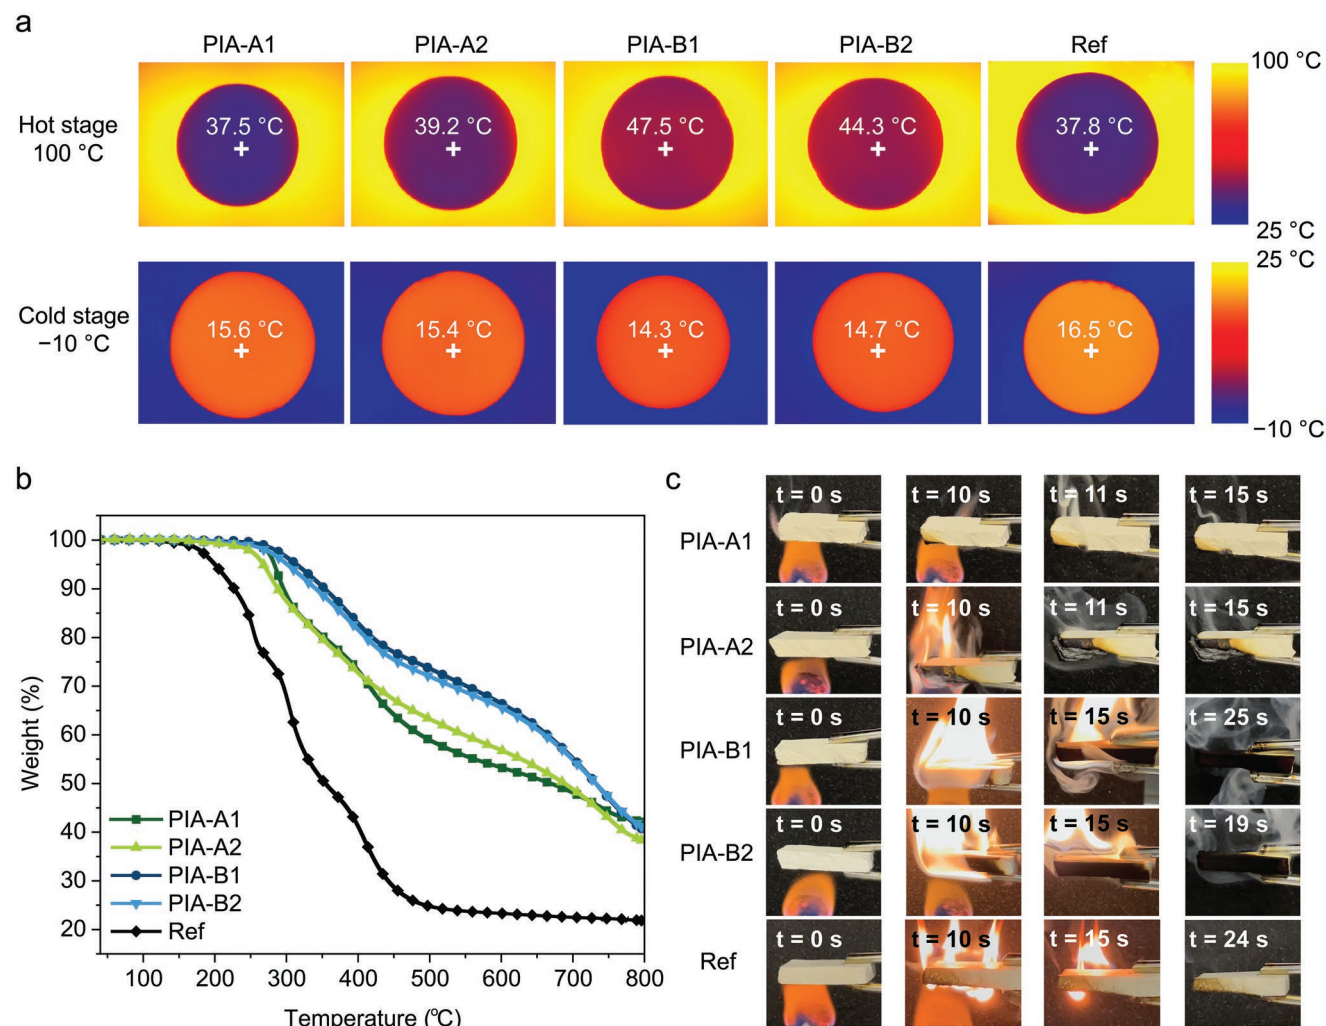 a
PIA-A1 PIA-A2 PIA-B1 PIA-B2 Ref
Hot stage
100 °C
37.5 °C 39.2 °C 47.5 °C 44.3 °C 37.8 °C
100 °C
25 °C
Cold stage
−10 °C
15.6 °C 15.4 °C 14.3 °C 14.7 °C 16.5 °C
25 °C
−10 °C
b
Weight (%)
100
90
80
70
60
50
40
30
20
PIA-A1
PIA-A2
PIA-B1
PIA-B2
Ref
100 200 300 400 500 600 700 800
Temperature (℃)
c
PIA-A1
t = 0 s t = 10 s t = 11 s t = 15 s
PIA-A2
t = 0 s t = 10 s t = 11 s t = 15 s
PIA-B1
t = 0 s t = 10 s t = 15 s t = 25 s
PIA-B2
t = 0 s t = 10 s t = 15 s t = 19 s
Ref
t = 0 s t = 10 s t = 15 s t = 24 s